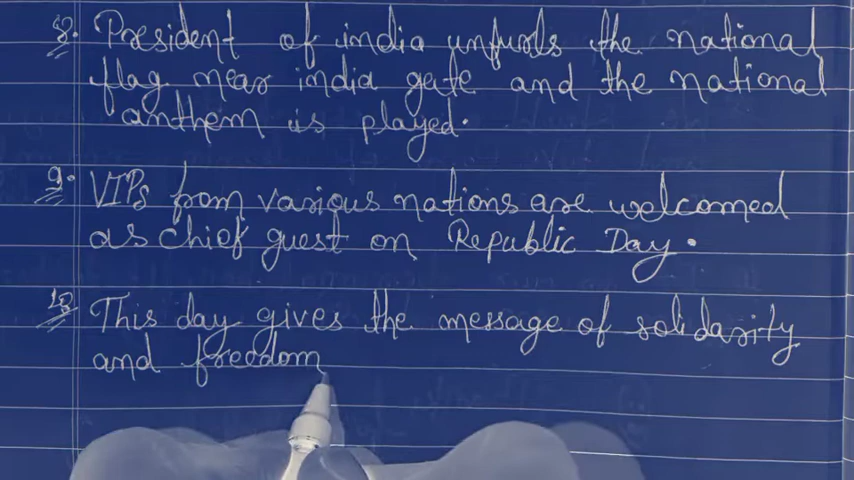 8. President of india unfurls the national
flag near india gate and the national
anthem is played.
9. VIPs from various nations are welcomed
as chief guest on Republic Day.
10 This day gives the message of solidarity
and freedom